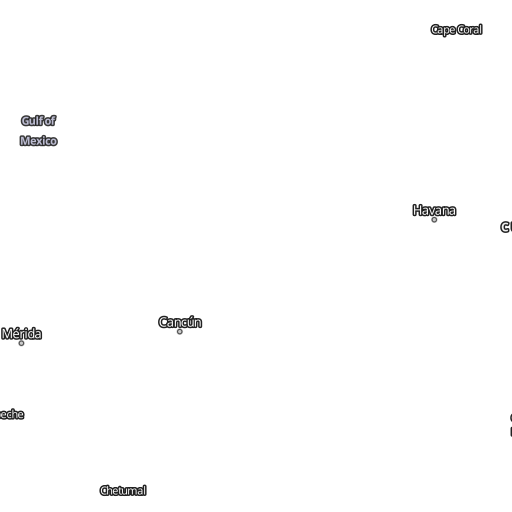 Cape Coral
Gulf of
Mexico
Havana
Cancún
Mérida
Chetumal